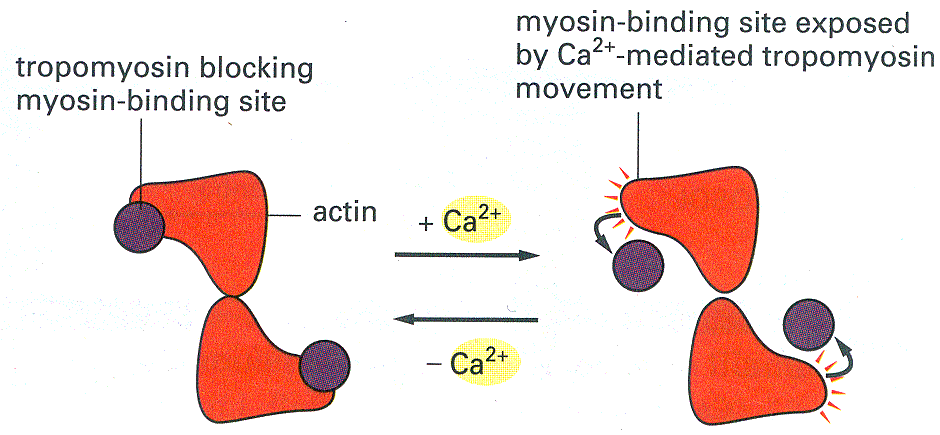 tropomyosin blocking
myosin-binding site
myosin-binding site exposed
by Ca²⁺-mediated tropomyosin
movement
actin
+ Ca²⁺
– Ca²⁺